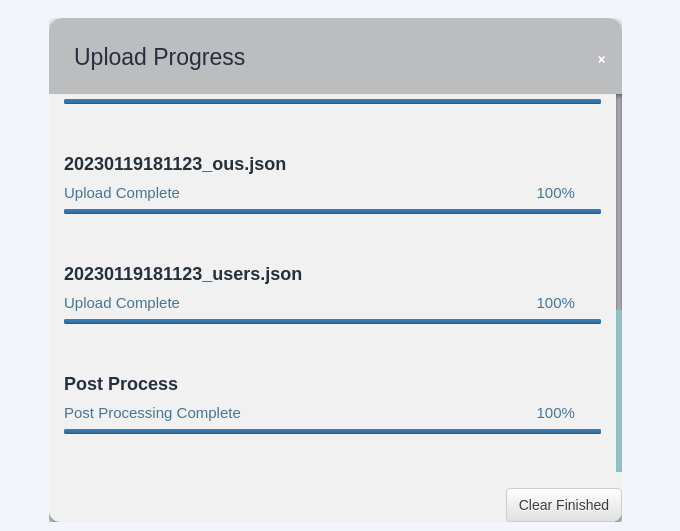 Upload Progress
×
20230119181123_ous.json
Upload Complete 100%
20230119181123_users.json
Upload Complete 100%
Post Process
Post Processing Complete 100%
Clear Finished